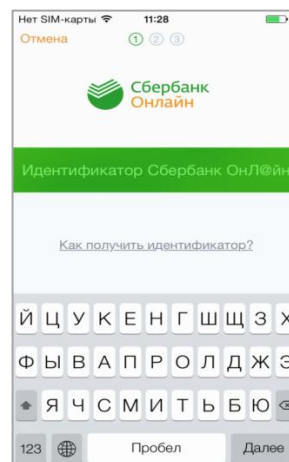 Нет SIM-карты 11:28
Отмена 1 2 3
Сбербанк
Онлайн
Идентификатор Сбербанк ОнЛ@йн
Как получить идентификатор?
Й Ц У К Е Н Г Ш Щ З Х
Ф Ы В А П Р О Л Д Ж Э
Я Ч С М И Т Ь Б Ю
123 Пробел Далее